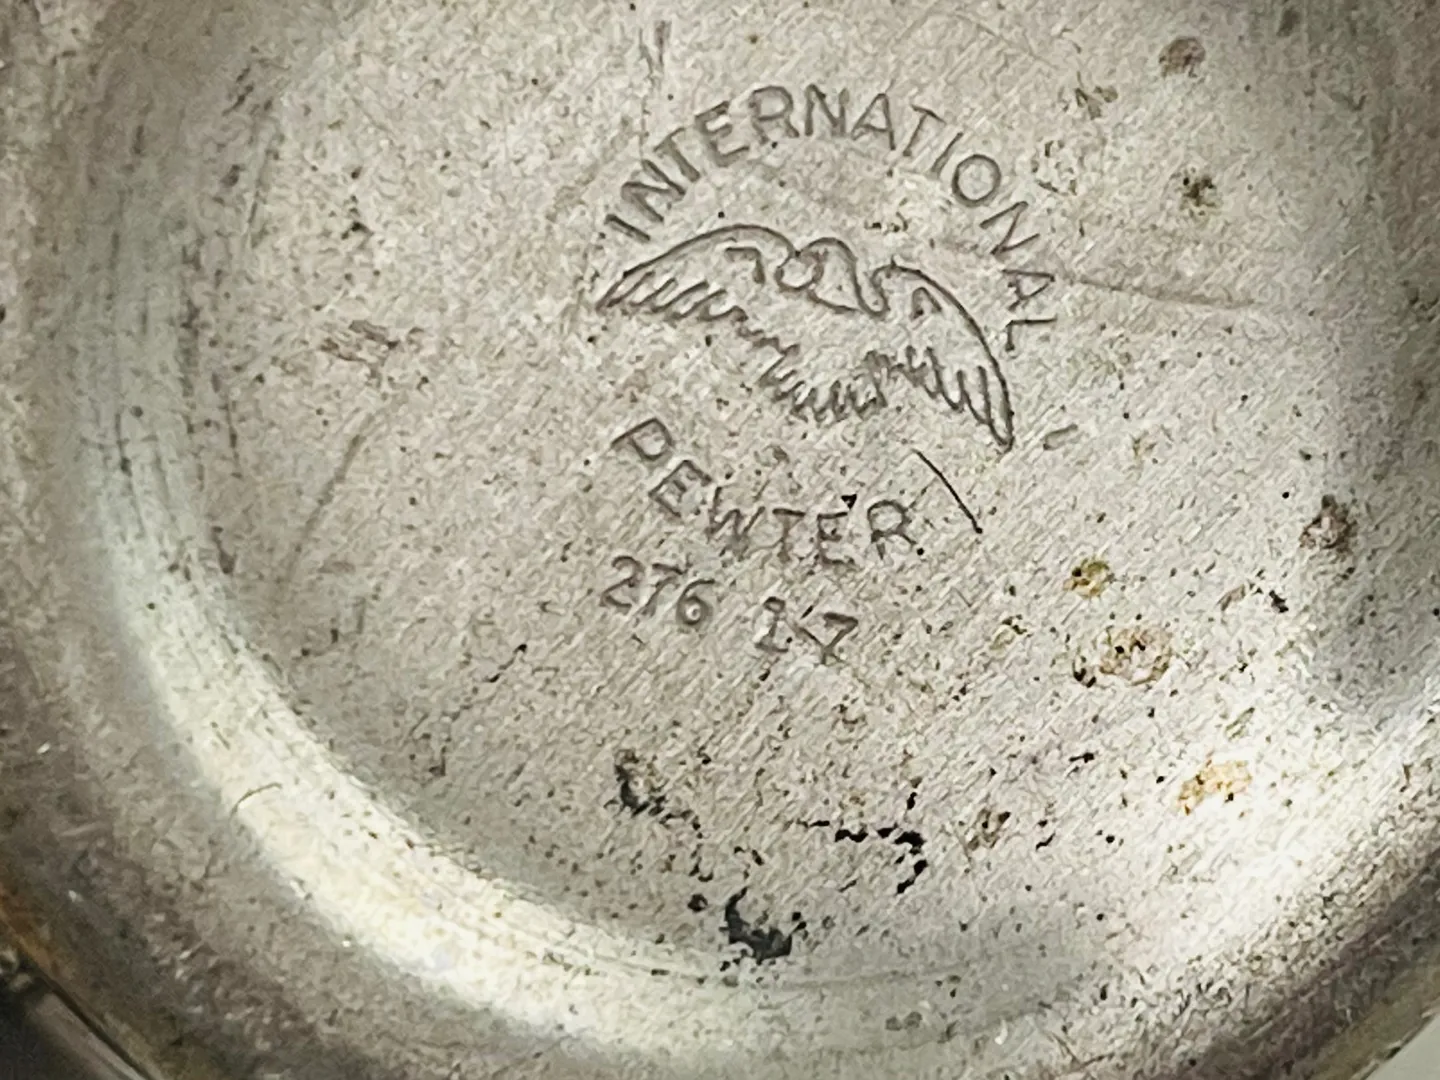 INTERNATIONAL
PEWTER
276 17